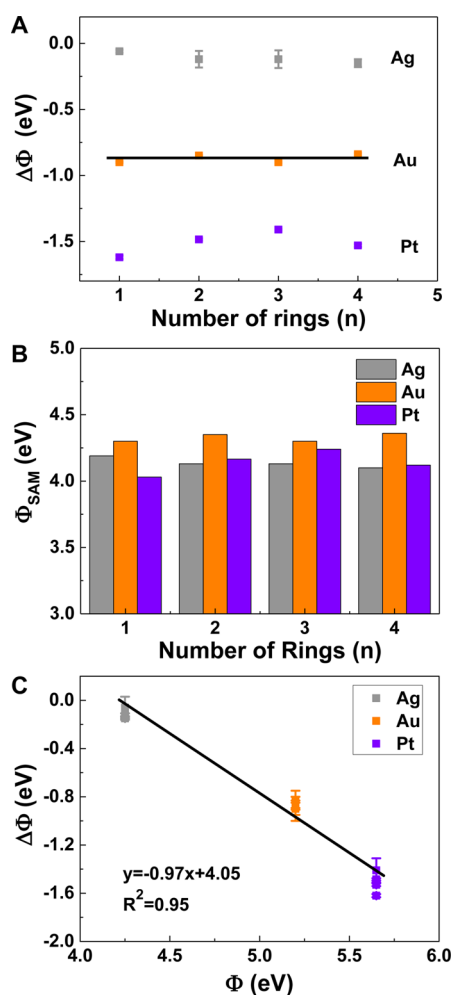 A
0.0
-0.5
-1.0
-1.5
ΔΦ (eV)
Ag
Au
Pt
1 2 3 4 5
Number of rings (n)
B
5.0
4.5
4.0
3.5
3.0
Φ_SAM (eV)
Ag
Au
Pt
1 2 3 4
Number of Rings (n)
C
0.0
-0.4
-0.8
-1.2
-1.6
-2.0
ΔΦ (eV)
Ag
Au
Pt
y=-0.97x+4.05
R²=0.95
4.0 4.5 5.0 5.5 6.0
Φ (eV)